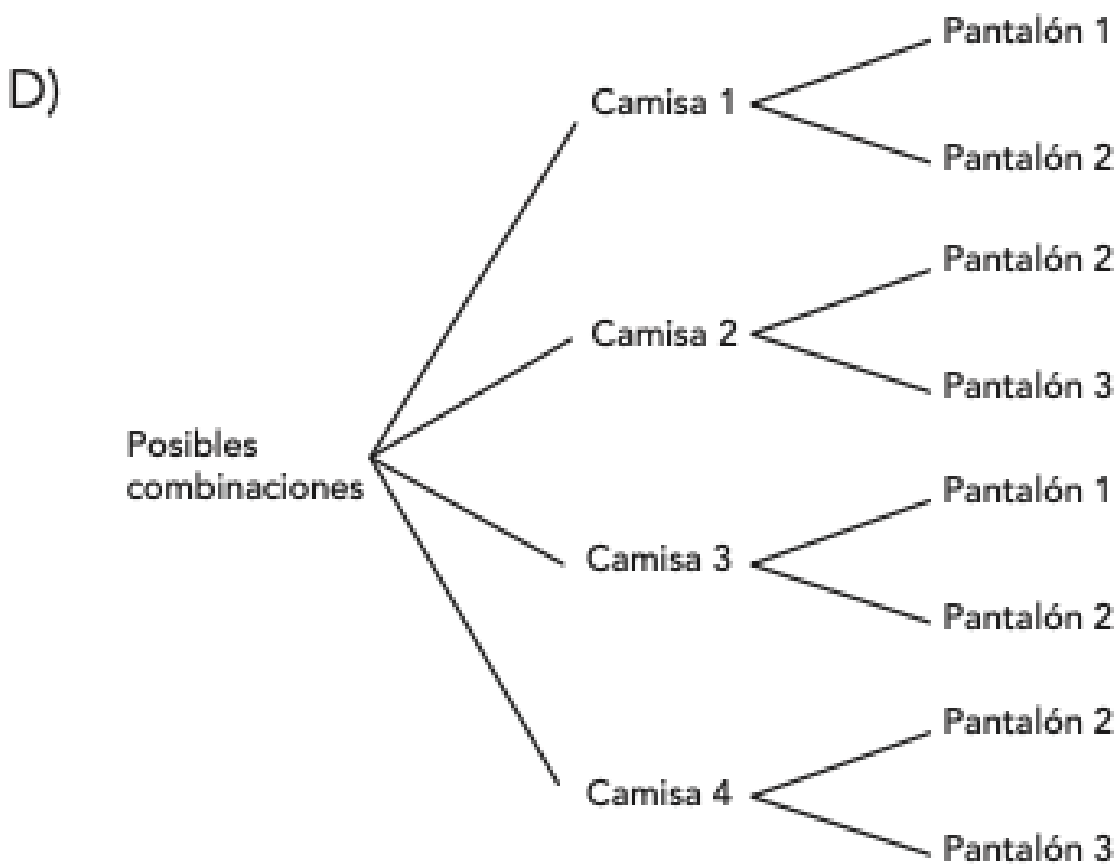 D)
Posibles
combinaciones
Camisa 1
Pantalón 1
Pantalón 2
Camisa 2
Pantalón 2
Pantalón 3
Camisa 3
Pantalón 1
Pantalón 2
Camisa 4
Pantalón 2
Pantalón 3